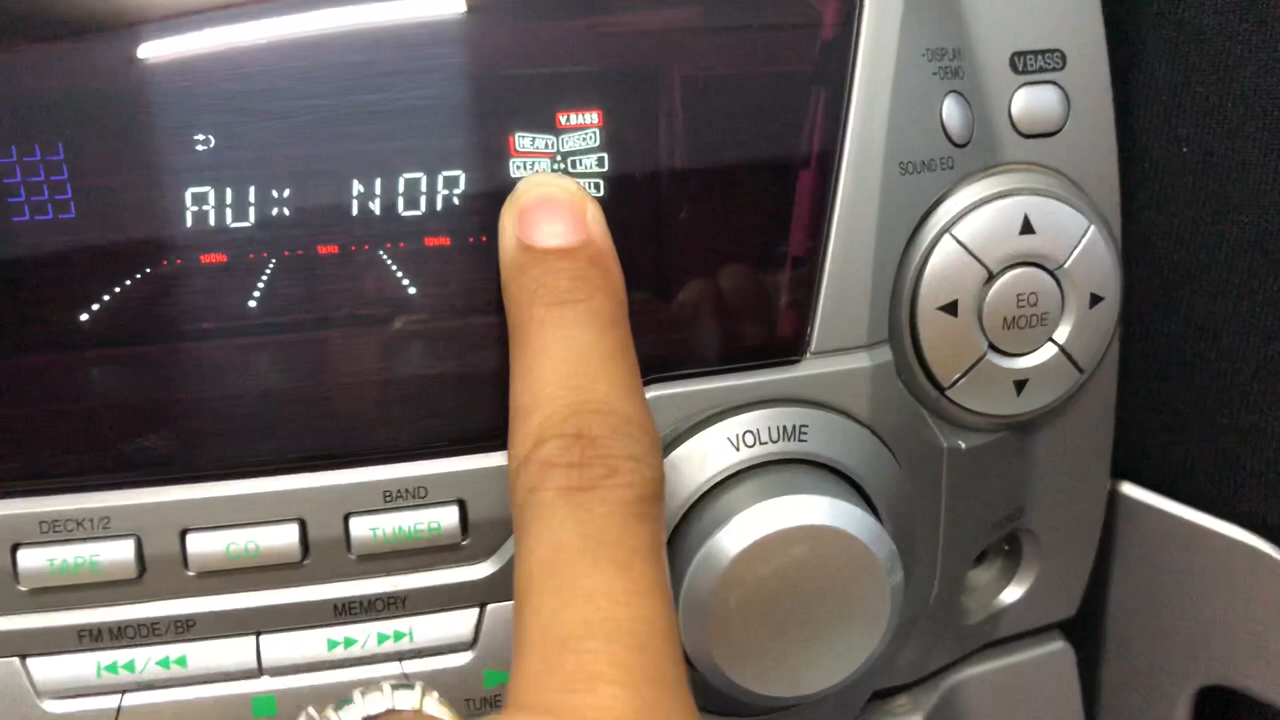 -DISPLAY
-DEMO
V.BASS
V.BASS
HEAVY
DISCO
CLEAR
LIVE
SOUND EQ
AUx NOR
100Hz
1kHz
10kHz
EQ
MODE
VOLUME
DECK1/2
BAND
TAPE
CD
TUNER
MEMORY
FM MODE/BP
TUNE